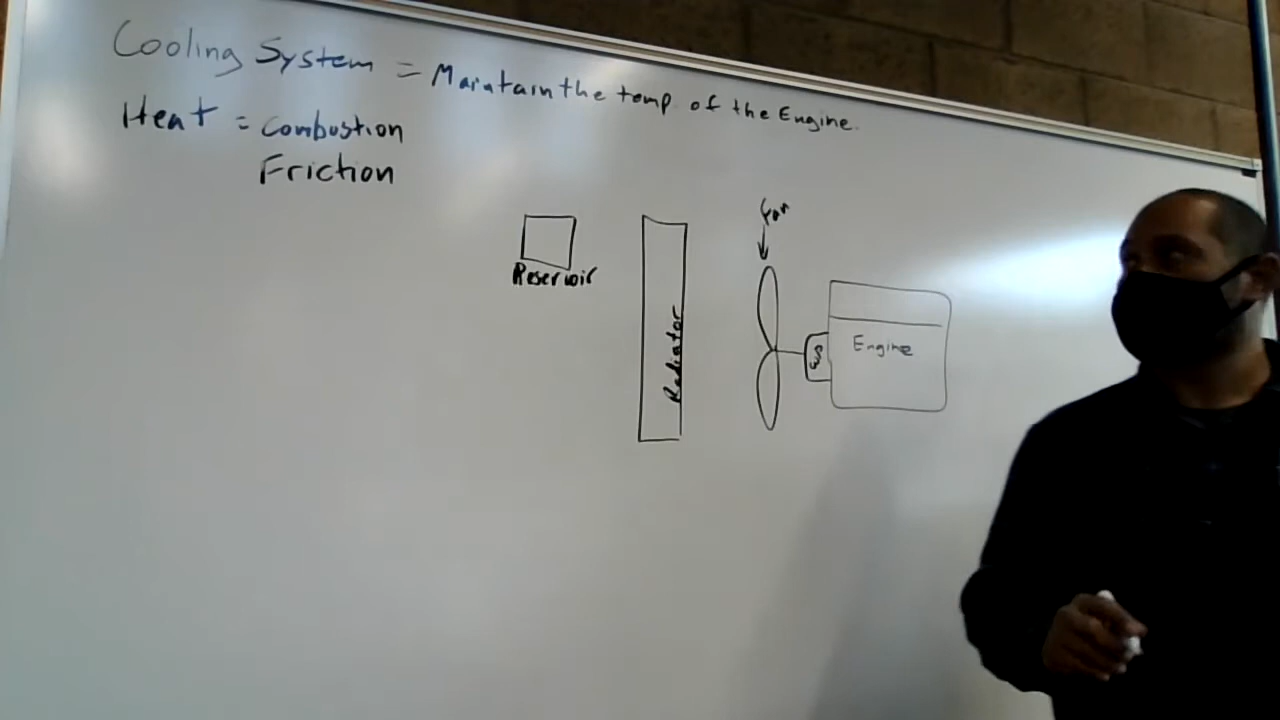 Cooling System = Maintain the temp. of the Engine.
Heat = Combustion
Friction
fan
Reservoir
Radiator
Engine